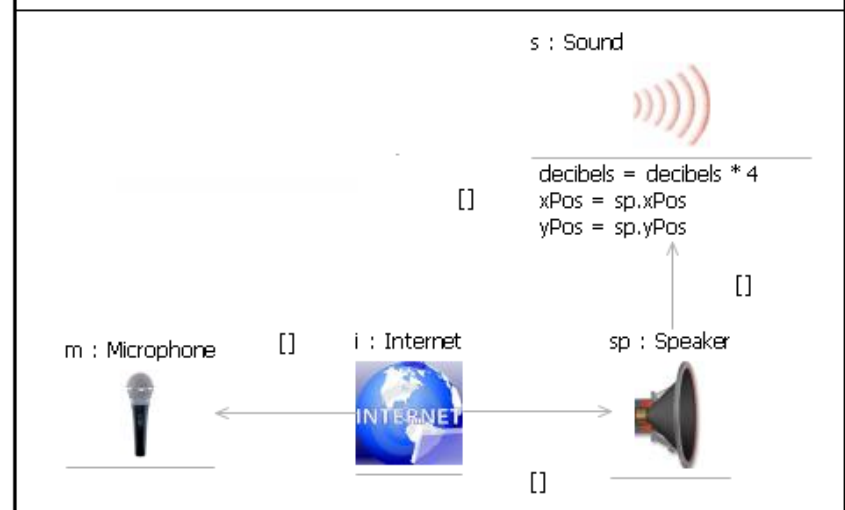 s : Sound
decibels = decibels * 4
xPos = sp.xPos
yPos = sp.yPos
[]
[]
m : Microphone
[]
i : Internet
sp : Speaker
INTERNET
[]